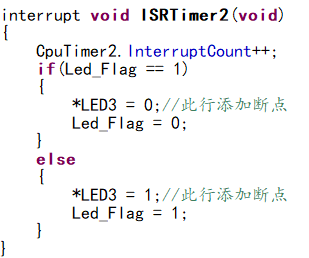 interrupt void ISRTimer2(void)
{
    CpuTimer2.InterruptCount++;
    if(Led_Flag == 1)
    {
        *LED3 = 0;//此行添加断点
        Led_Flag = 0;
    }
    else
    {
        *LED3 = 1;//此行添加断点
        Led_Flag = 1;
    }
}